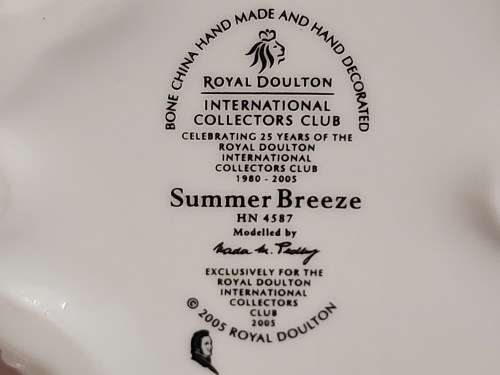 BONE CHINA HAND MADE AND HAND DECORATED
ROYAL DOULTON
INTERNATIONAL
COLLECTORS CLUB
CELEBRATING 25 YEARS OF THE
ROYAL DOULTON
INTERNATIONAL
COLLECTORS CLUB
1980 - 2005
Summer Breeze
HN 4587
Modelled by
Nada M. Pedley
EXCLUSIVELY FOR THE
ROYAL DOULTON
INTERNATIONAL
COLLECTORS
CLUB
2005
© 2005 ROYAL DOULTON